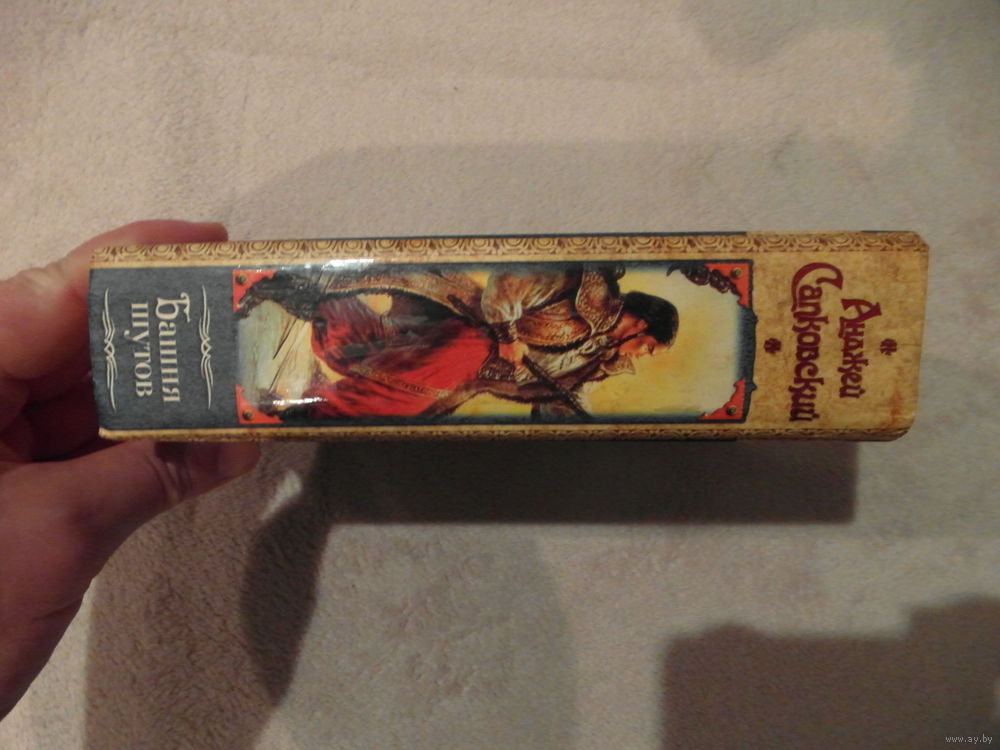 Анджей
Сапковский
Башня
шутов
www.ay.by